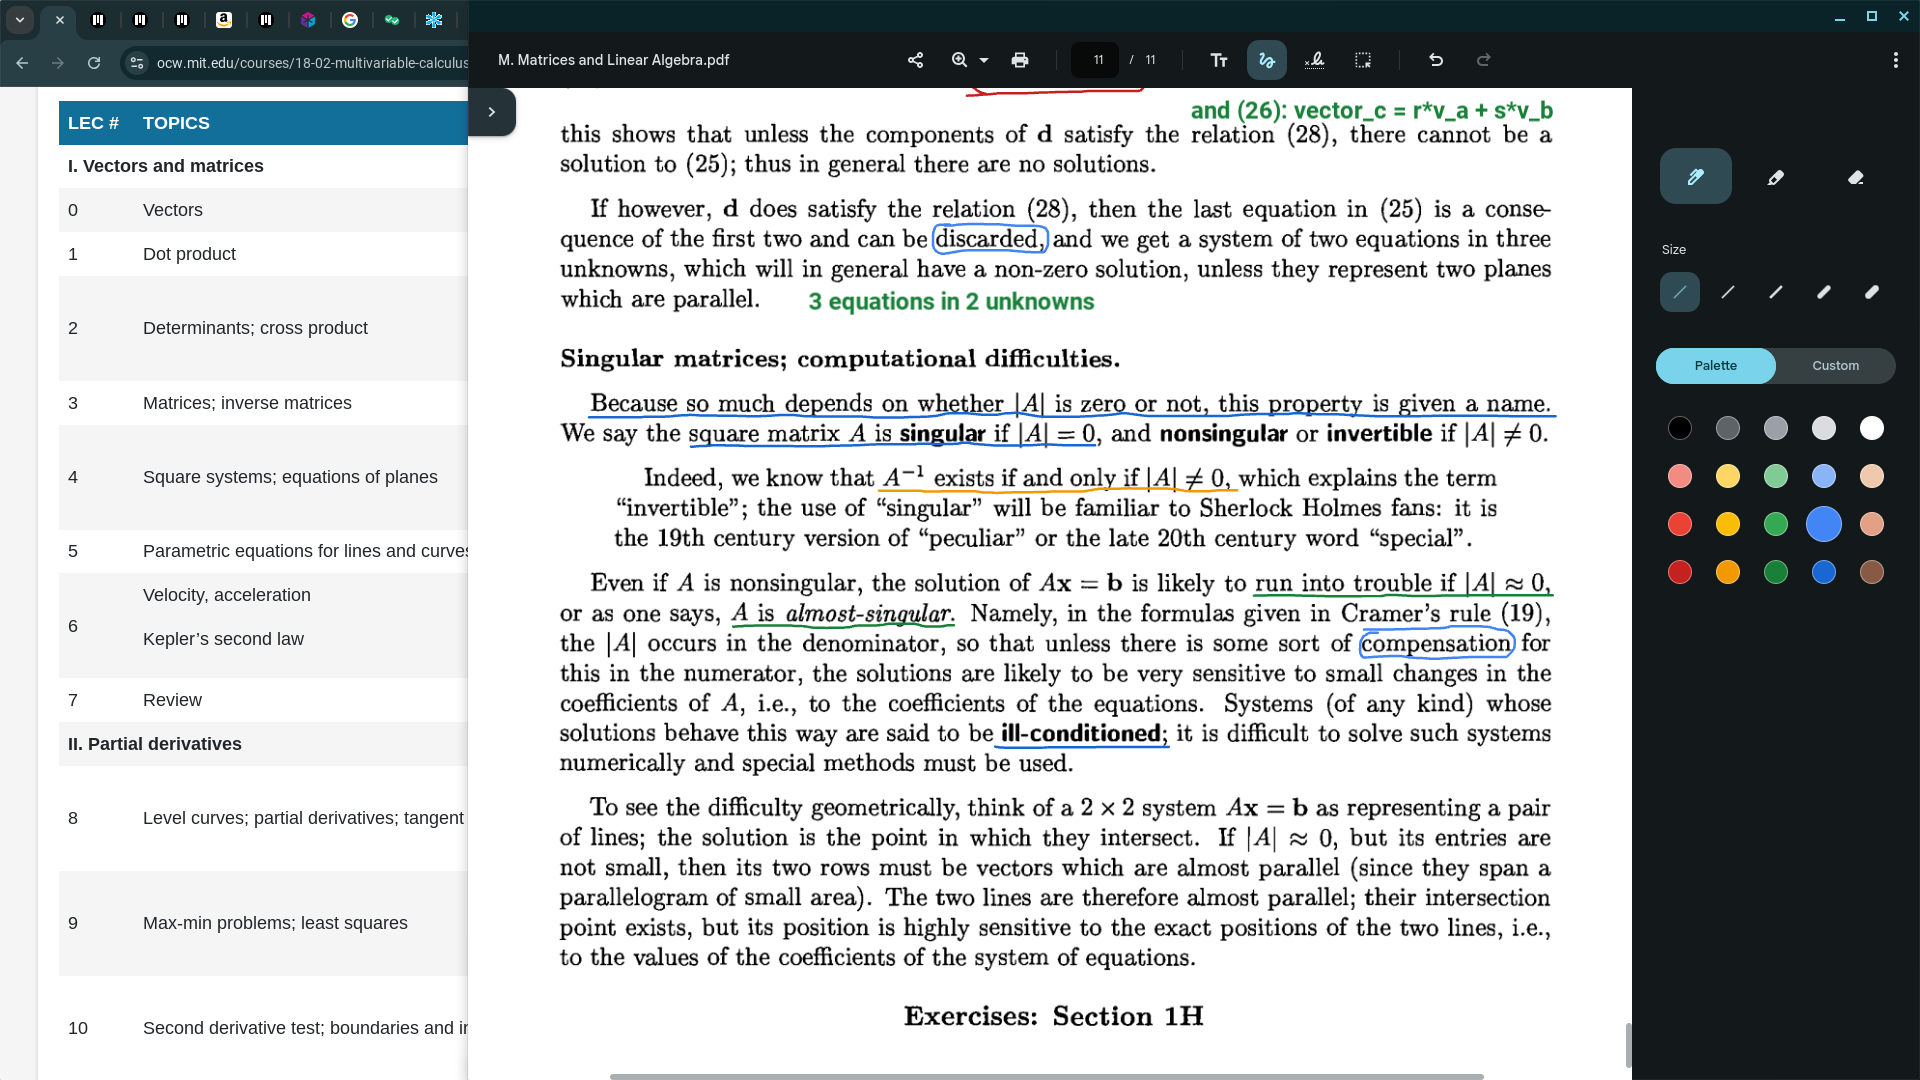 ocw.mit.edu/courses/18-02-multivariable-calculus
LEC # TOPICS
I. Vectors and matrices
0 Vectors
1 Dot product
2 Determinants; cross product
3 Matrices; inverse matrices
4 Square systems; equations of planes
5 Parametric equations for lines and curves
6 Velocity, acceleration
Kepler’s second law
7 Review
II. Partial derivatives
8 Level curves; partial derivatives; tangent
9 Max-min problems; least squares
10 Second derivative test; boundaries and in
M. Matrices and Linear Algebra.pdf
11 / 11
and (26): vector_c = r*v_a + s*v_b
this shows that unless the components of d satisfy the relation (28), there cannot be a
solution to (25); thus in general there are no solutions.
If however, d does satisfy the relation (28), then the last equation in (25) is a conse-
quence of the first two and can be discarded, and we get a system of two equations in three
unknowns, which will in general have a non-zero solution, unless they represent two planes
which are parallel. 3 equations in 2 unknowns
Singular matrices; computational difficulties.
Because so much depends on whether |A| is zero or not, this property is given a name.
We say the square matrix A is singular if |A| = 0, and nonsingular or invertible if |A| ≠ 0.
Indeed, we know that A⁻¹ exists if and only if |A| ≠ 0, which explains the term
“invertible”; the use of “singular” will be familiar to Sherlock Holmes fans: it is
the 19th century version of “peculiar” or the late 20th century word “special”.
Even if A is nonsingular, the solution of Ax = b is likely to run into trouble if |A| ≈ 0,
or as one says, A is almost-singular. Namely, in the formulas given in Cramer’s rule (19),
the |A| occurs in the denominator, so that unless there is some sort of compensation for
this in the numerator, the solutions are likely to be very sensitive to small changes in the
coefficients of A, i.e., to the coefficients of the equations. Systems (of any kind) whose
solutions behave this way are said to be ill-conditioned; it is difficult to solve such systems
numerically and special methods must be used.
To see the difficulty geometrically, think of a 2 × 2 system Ax = b as representing a pair
of lines; the solution is the point in which they intersect. If |A| ≈ 0, but its entries are
not small, then its two rows must be vectors which are almost parallel (since they span a
parallelogram of small area). The two lines are therefore almost parallel; their intersection
point exists, but its position is highly sensitive to the exact positions of the two lines, i.e.,
to the values of the coefficients of the system of equations.
Exercises: Section 1H
Size
Palette Custom